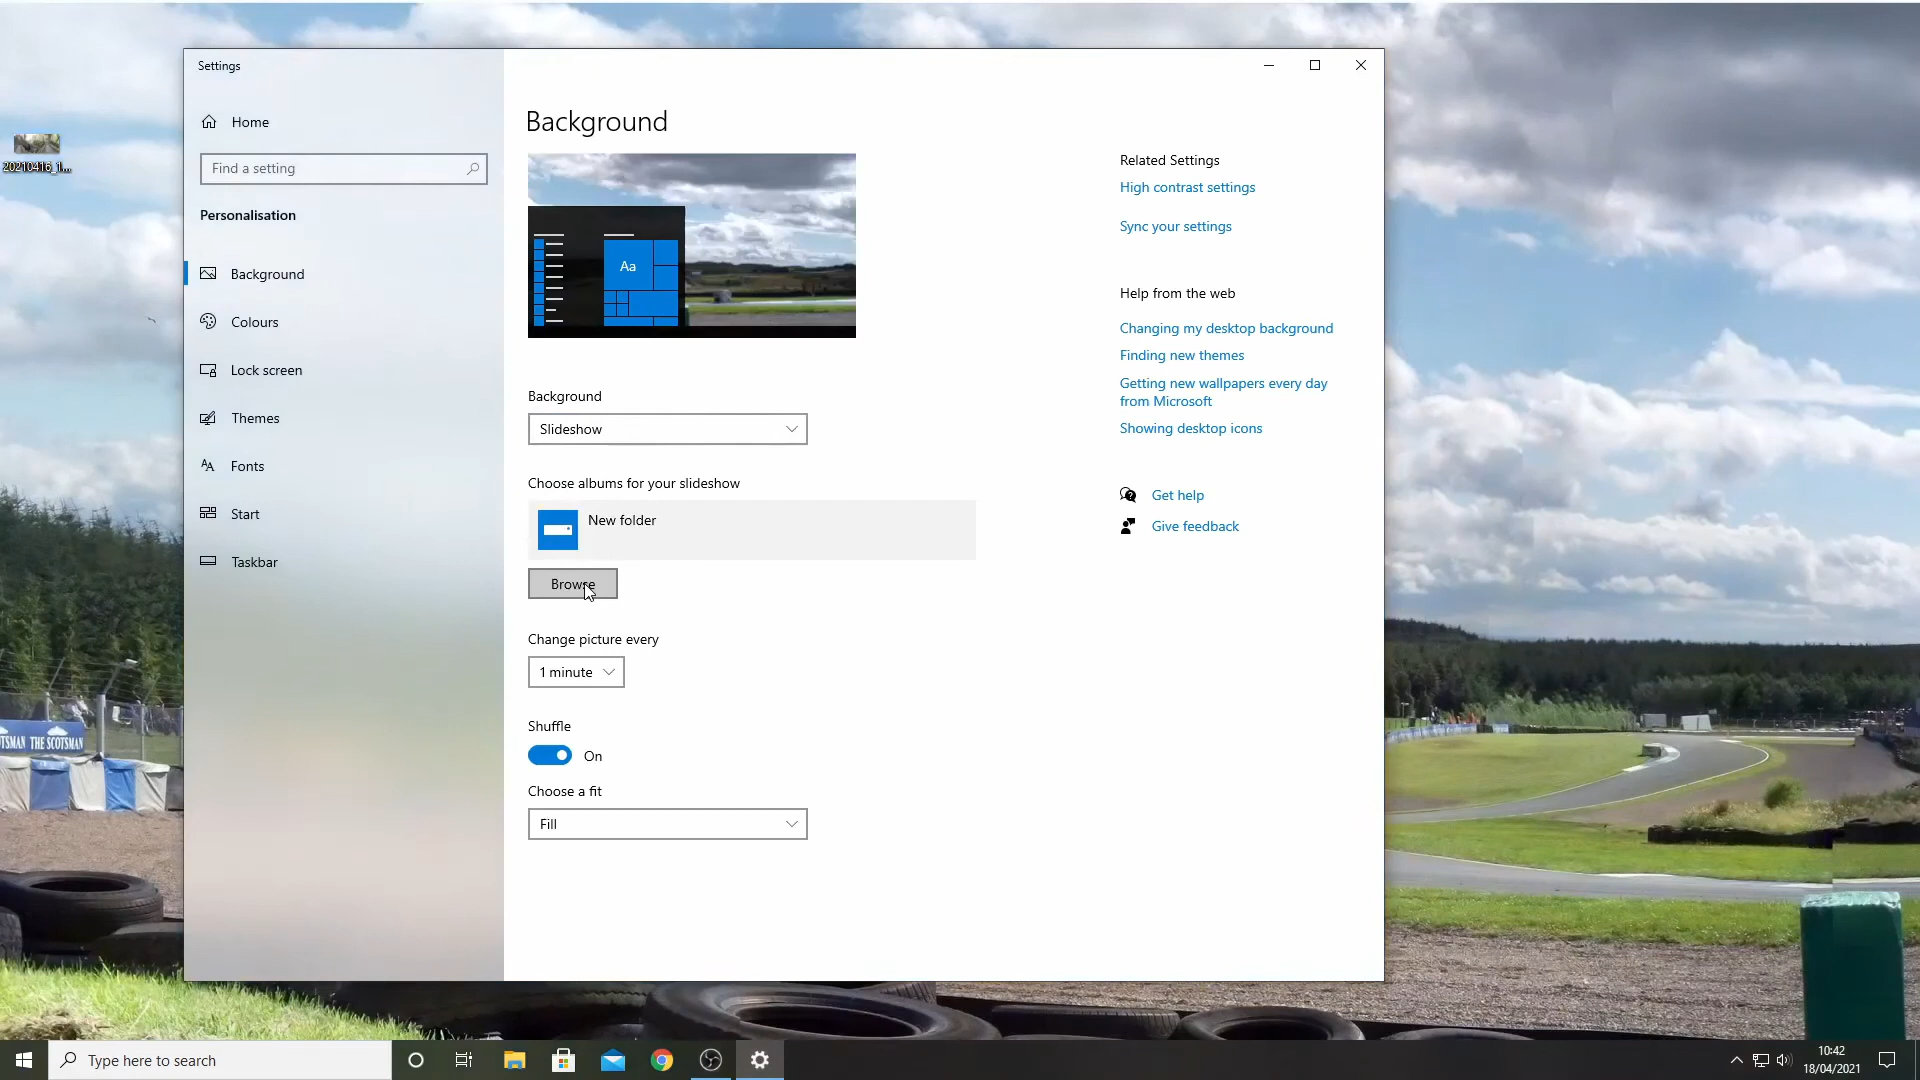 Settings
Home
Find a setting
Personalisation
Background
Colours
Lock screen
Themes
Fonts
Start
Taskbar
Background
Aa
Background
Slideshow
Choose albums for your slideshow
New folder
Browse
Change picture every
1 minute
Shuffle
On
Choose a fit
Fill
Related Settings
High contrast settings
Sync your settings
Help from the web
Changing my desktop background
Finding new themes
Getting new wallpapers every day
from Microsoft
Showing desktop icons
Get help
Give feedback
20210416_1...
TSMAN THE SCOTSMAN
Type here to search
10:42
18/04/2021